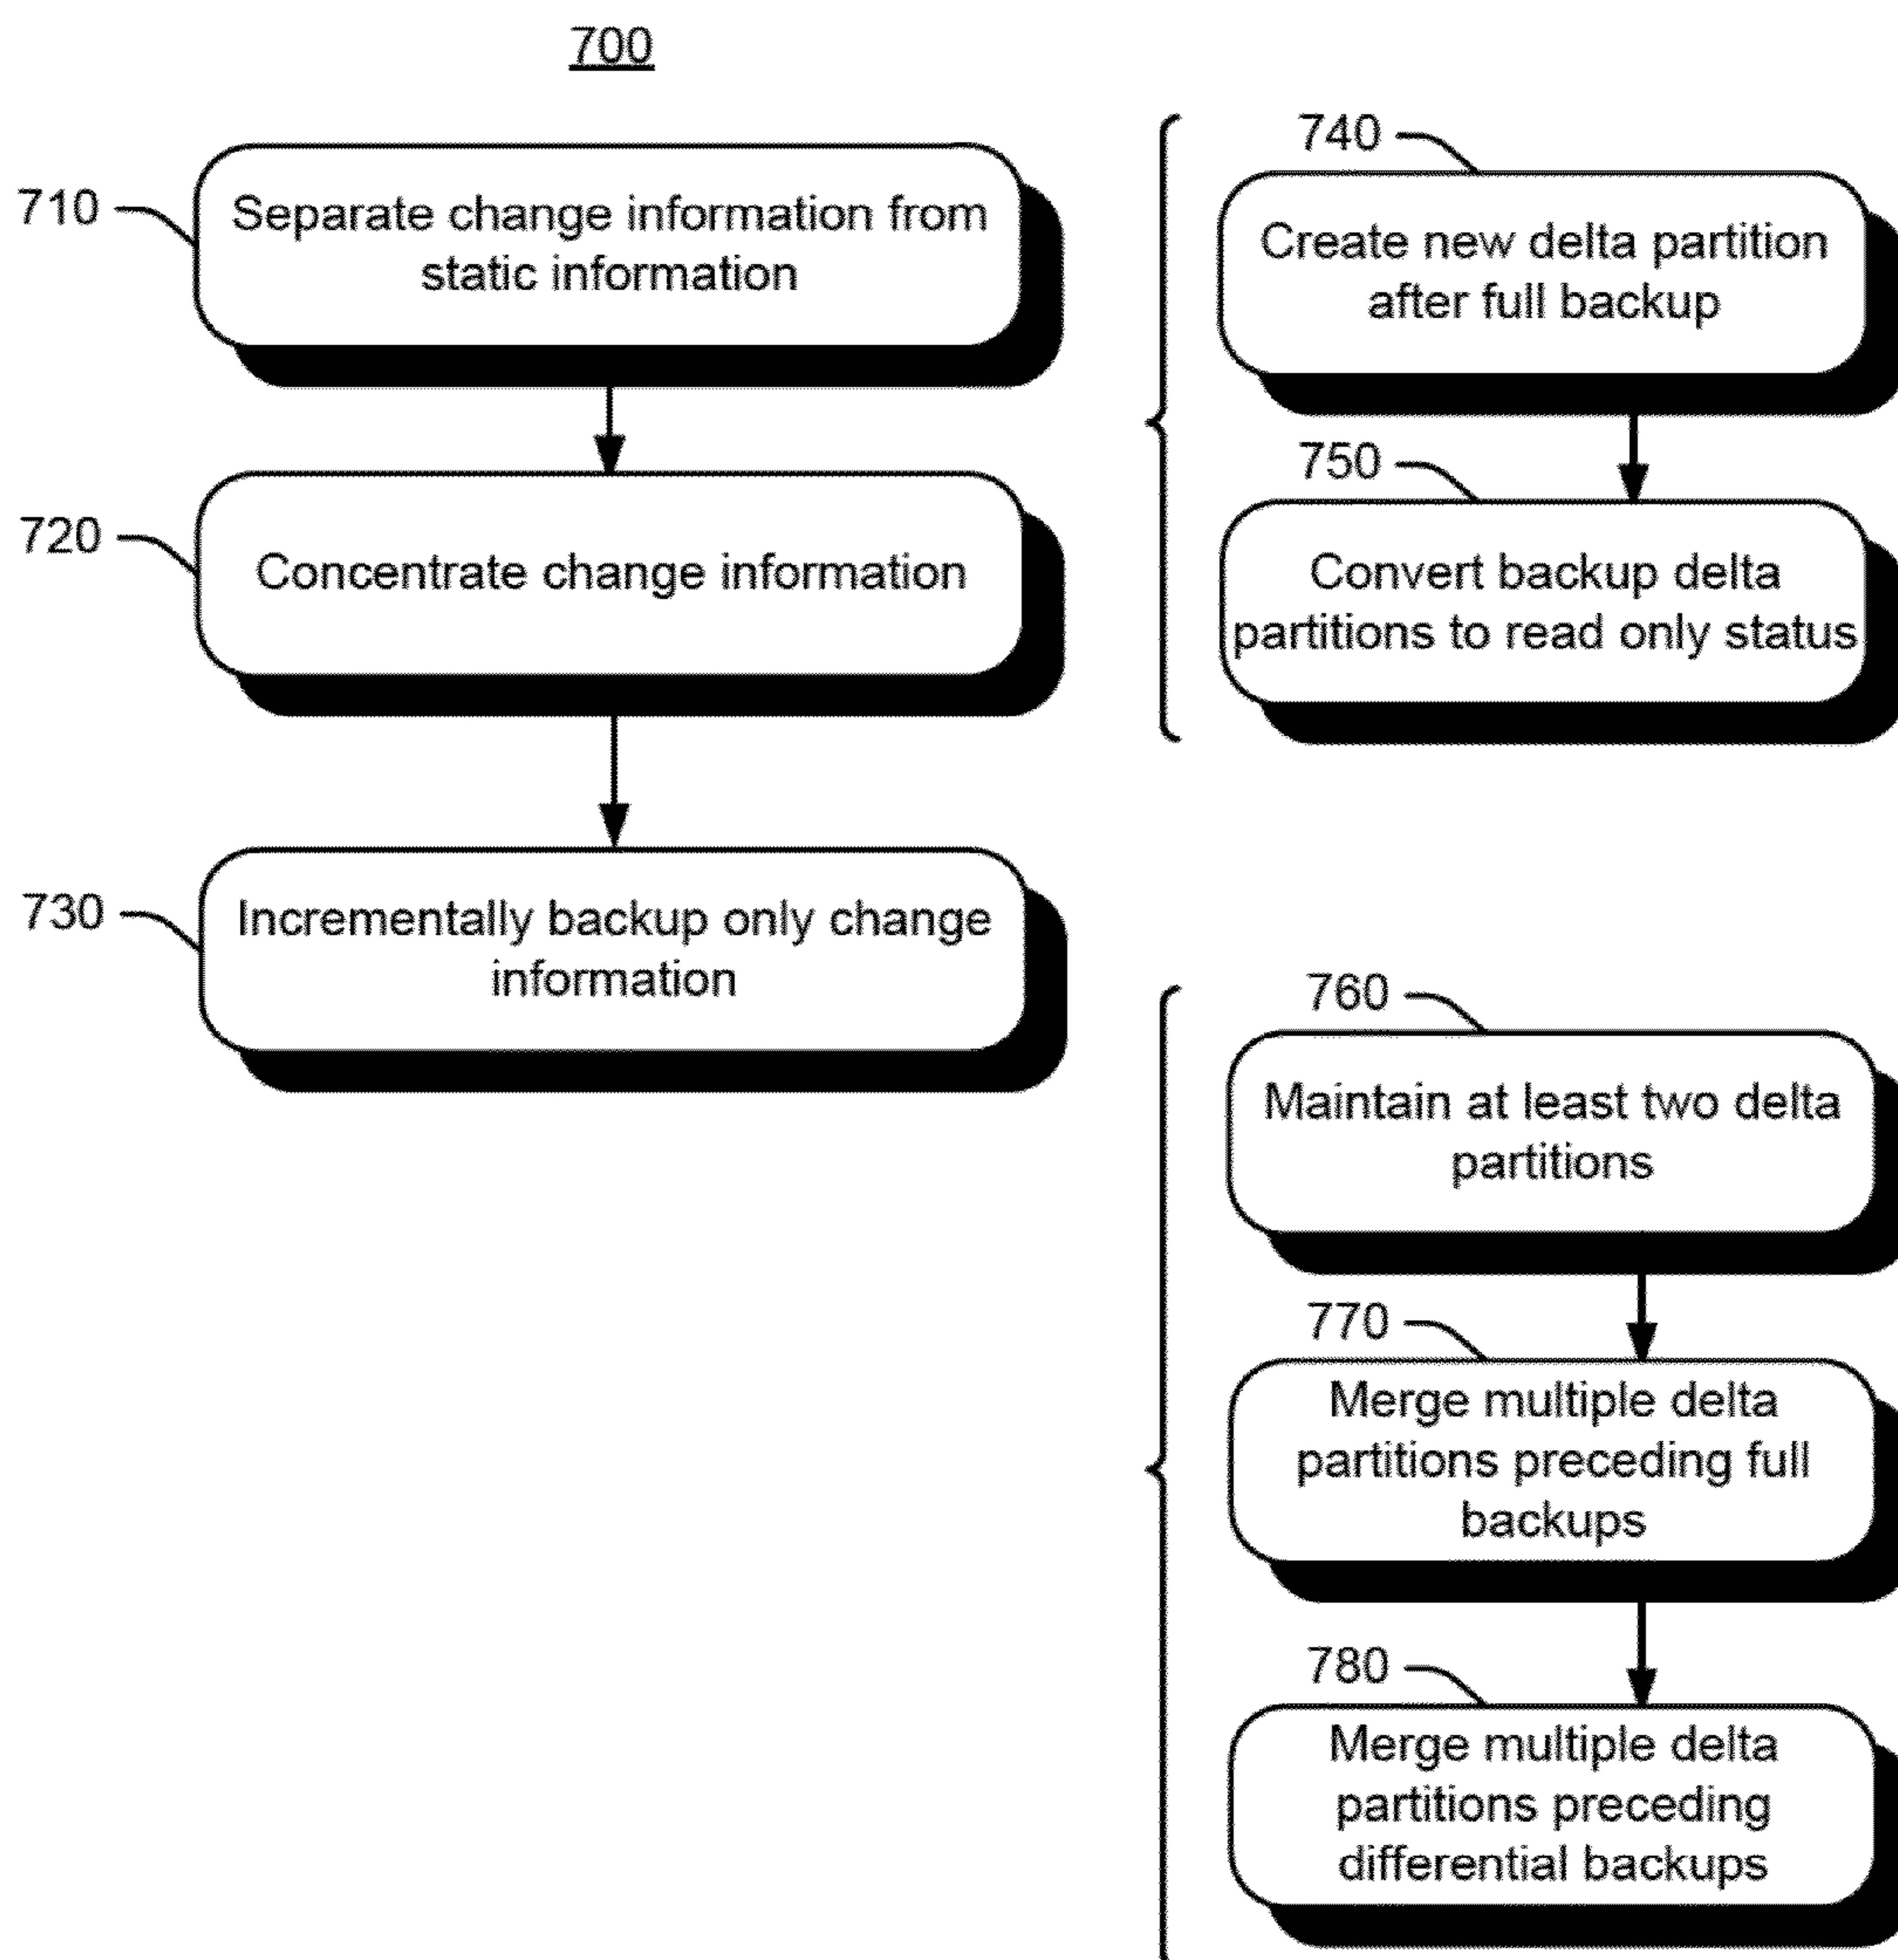 700
710
Separate change information from
static information
720
Concentrate change information
730
Incrementally backup only change
information
740
Create new delta partition
after full backup
750
Convert backup delta
partitions to read only status
760
Maintain at least two delta
partitions
770
Merge multiple delta
partitions preceding full
backups
780
Merge multiple delta
partitions preceding
differential backups